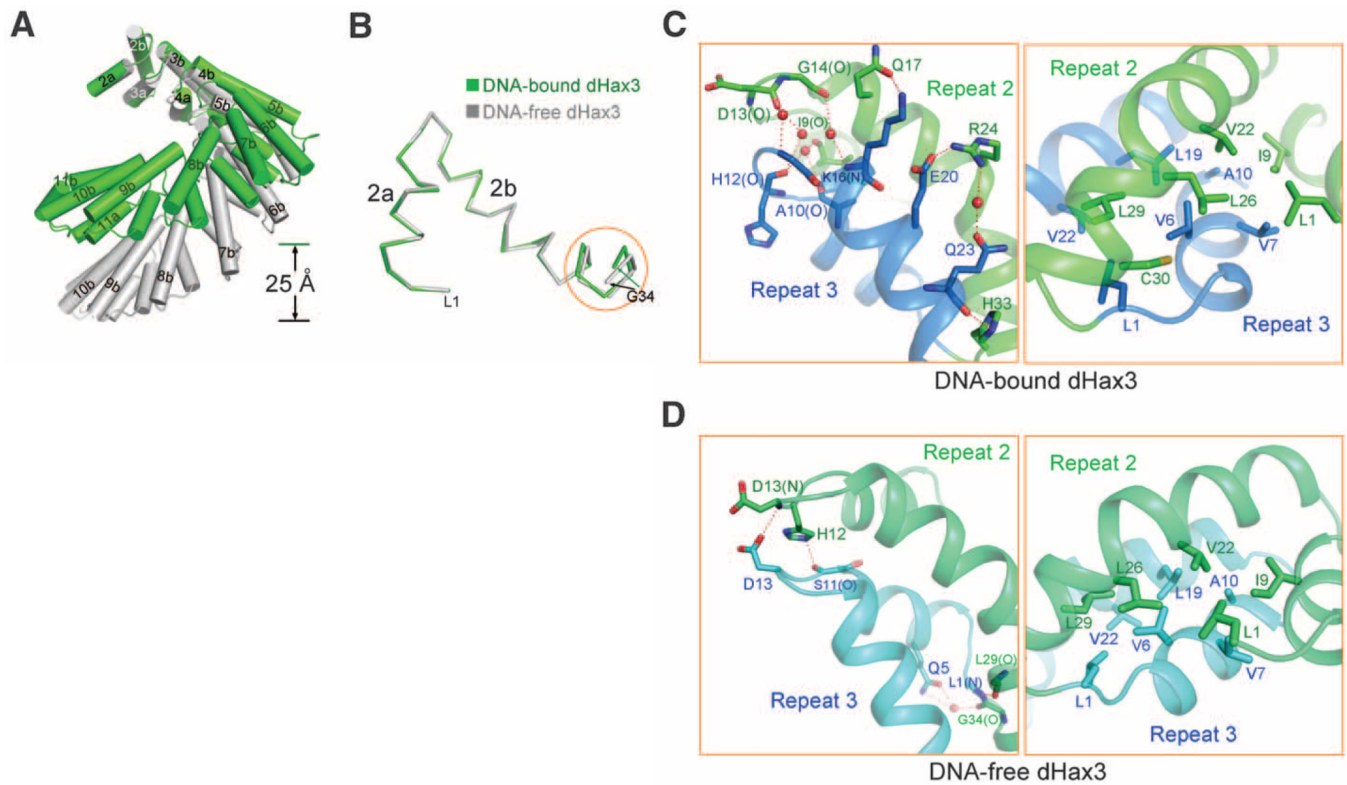 A
2b
2a
3b
3a
4b
4a
5b
5b
6b
7b
8b
11b
10b
9b
11a
6b
7b
8b
9b
10b
25 Å
B
DNA-bound dHax3
DNA-free dHax3
2a
2b
L1
G34
C
G14(O)
Q17
Repeat 2
D13(O)
I9(O)
R24
H12(O)
K16(N)
E20
A10(O)
Q23
Repeat 3
H33
Repeat 2
V22
I9
L19
A10
L29
L26
L1
V22
V6
V7
C30
L1
Repeat 3
DNA-bound dHax3
D
Repeat 2
D13(N)
H12
D13
S11(O)
Q5
L29(O)
L1(N)
Repeat 3
G34(O)
Repeat 2
V22
L26
A10
I9
L19
L29
V22
V6
L1
V7
L1
Repeat 3
DNA-free dHax3